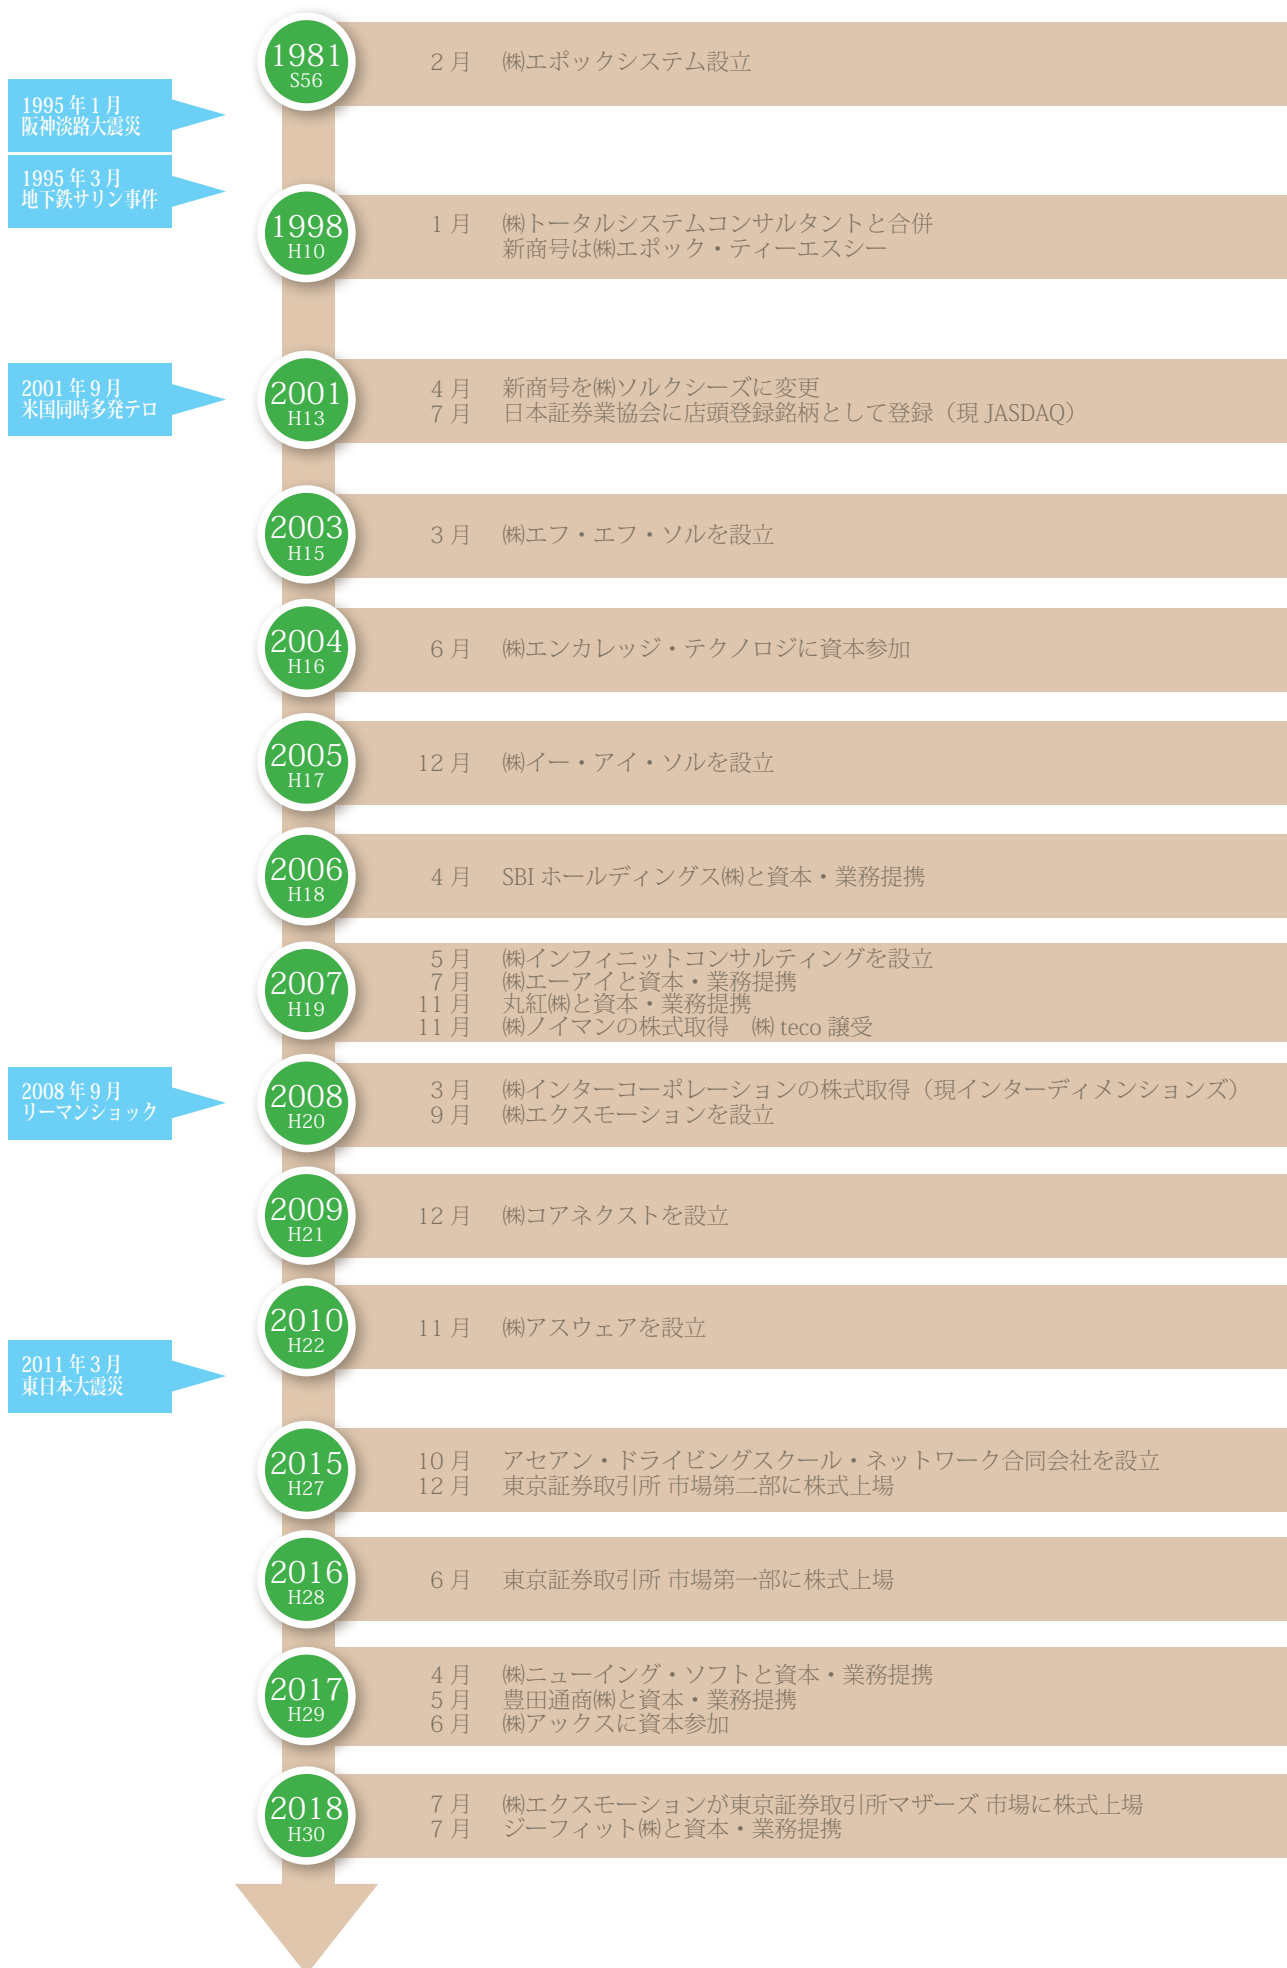 1981
S56
2月 ㈱エポックシステム設立
1995年1月
阪神淡路大震災
1995年3月
地下鉄サリン事件
1998
H10
1月 ㈱トータルシステムコンサルタントと合併
新商号は㈱エポック・ティーエスシー
2001年9月
米国同時多発テロ
2001
H13
4月 新商号を㈱ソルクシーズに変更
7月 日本証券業協会に店頭登録銘柄として登録（現 JASDAQ）
2003
H15
3月 ㈱エフ・エフ・ソルを設立
2004
H16
6月 ㈱エンカレッジ・テクノロジに資本参加
2005
H17
12月 ㈱イー・アイ・ソルを設立
2006
H18
4月 SBIホールディングス㈱と資本・業務提携
2007
H19
5月 ㈱インフィニットコンサルティングを設立
7月 ㈱エーアイと資本・業務提携
11月 丸紅㈱と資本・業務提携
11月 ㈱ノイマンの株式取得　㈱ teco 譲受
2008年9月
リーマンショック
2008
H20
3月 ㈱インターコーポレーションの株式取得（現インターディメンションズ）
9月 ㈱エクスモーションを設立
2009
H21
12月 ㈱コアネクストを設立
2010
H22
11月 ㈱アスウェアを設立
2011年3月
東日本大震災
2015
H27
10月 アセアン・ドライビングスクール・ネットワーク合同会社を設立
12月 東京証券取引所 市場第二部に株式上場
2016
H28
6月 東京証券取引所 市場第一部に株式上場
2017
H29
4月 ㈱ニューイング・ソフトと資本・業務提携
5月 豊田通商㈱と資本・業務提携
6月 ㈱アックスに資本参加
2018
H30
7月 ㈱エクスモーションが東京証券取引所マザーズ 市場に株式上場
7月 ジーフィット㈱と資本・業務提携